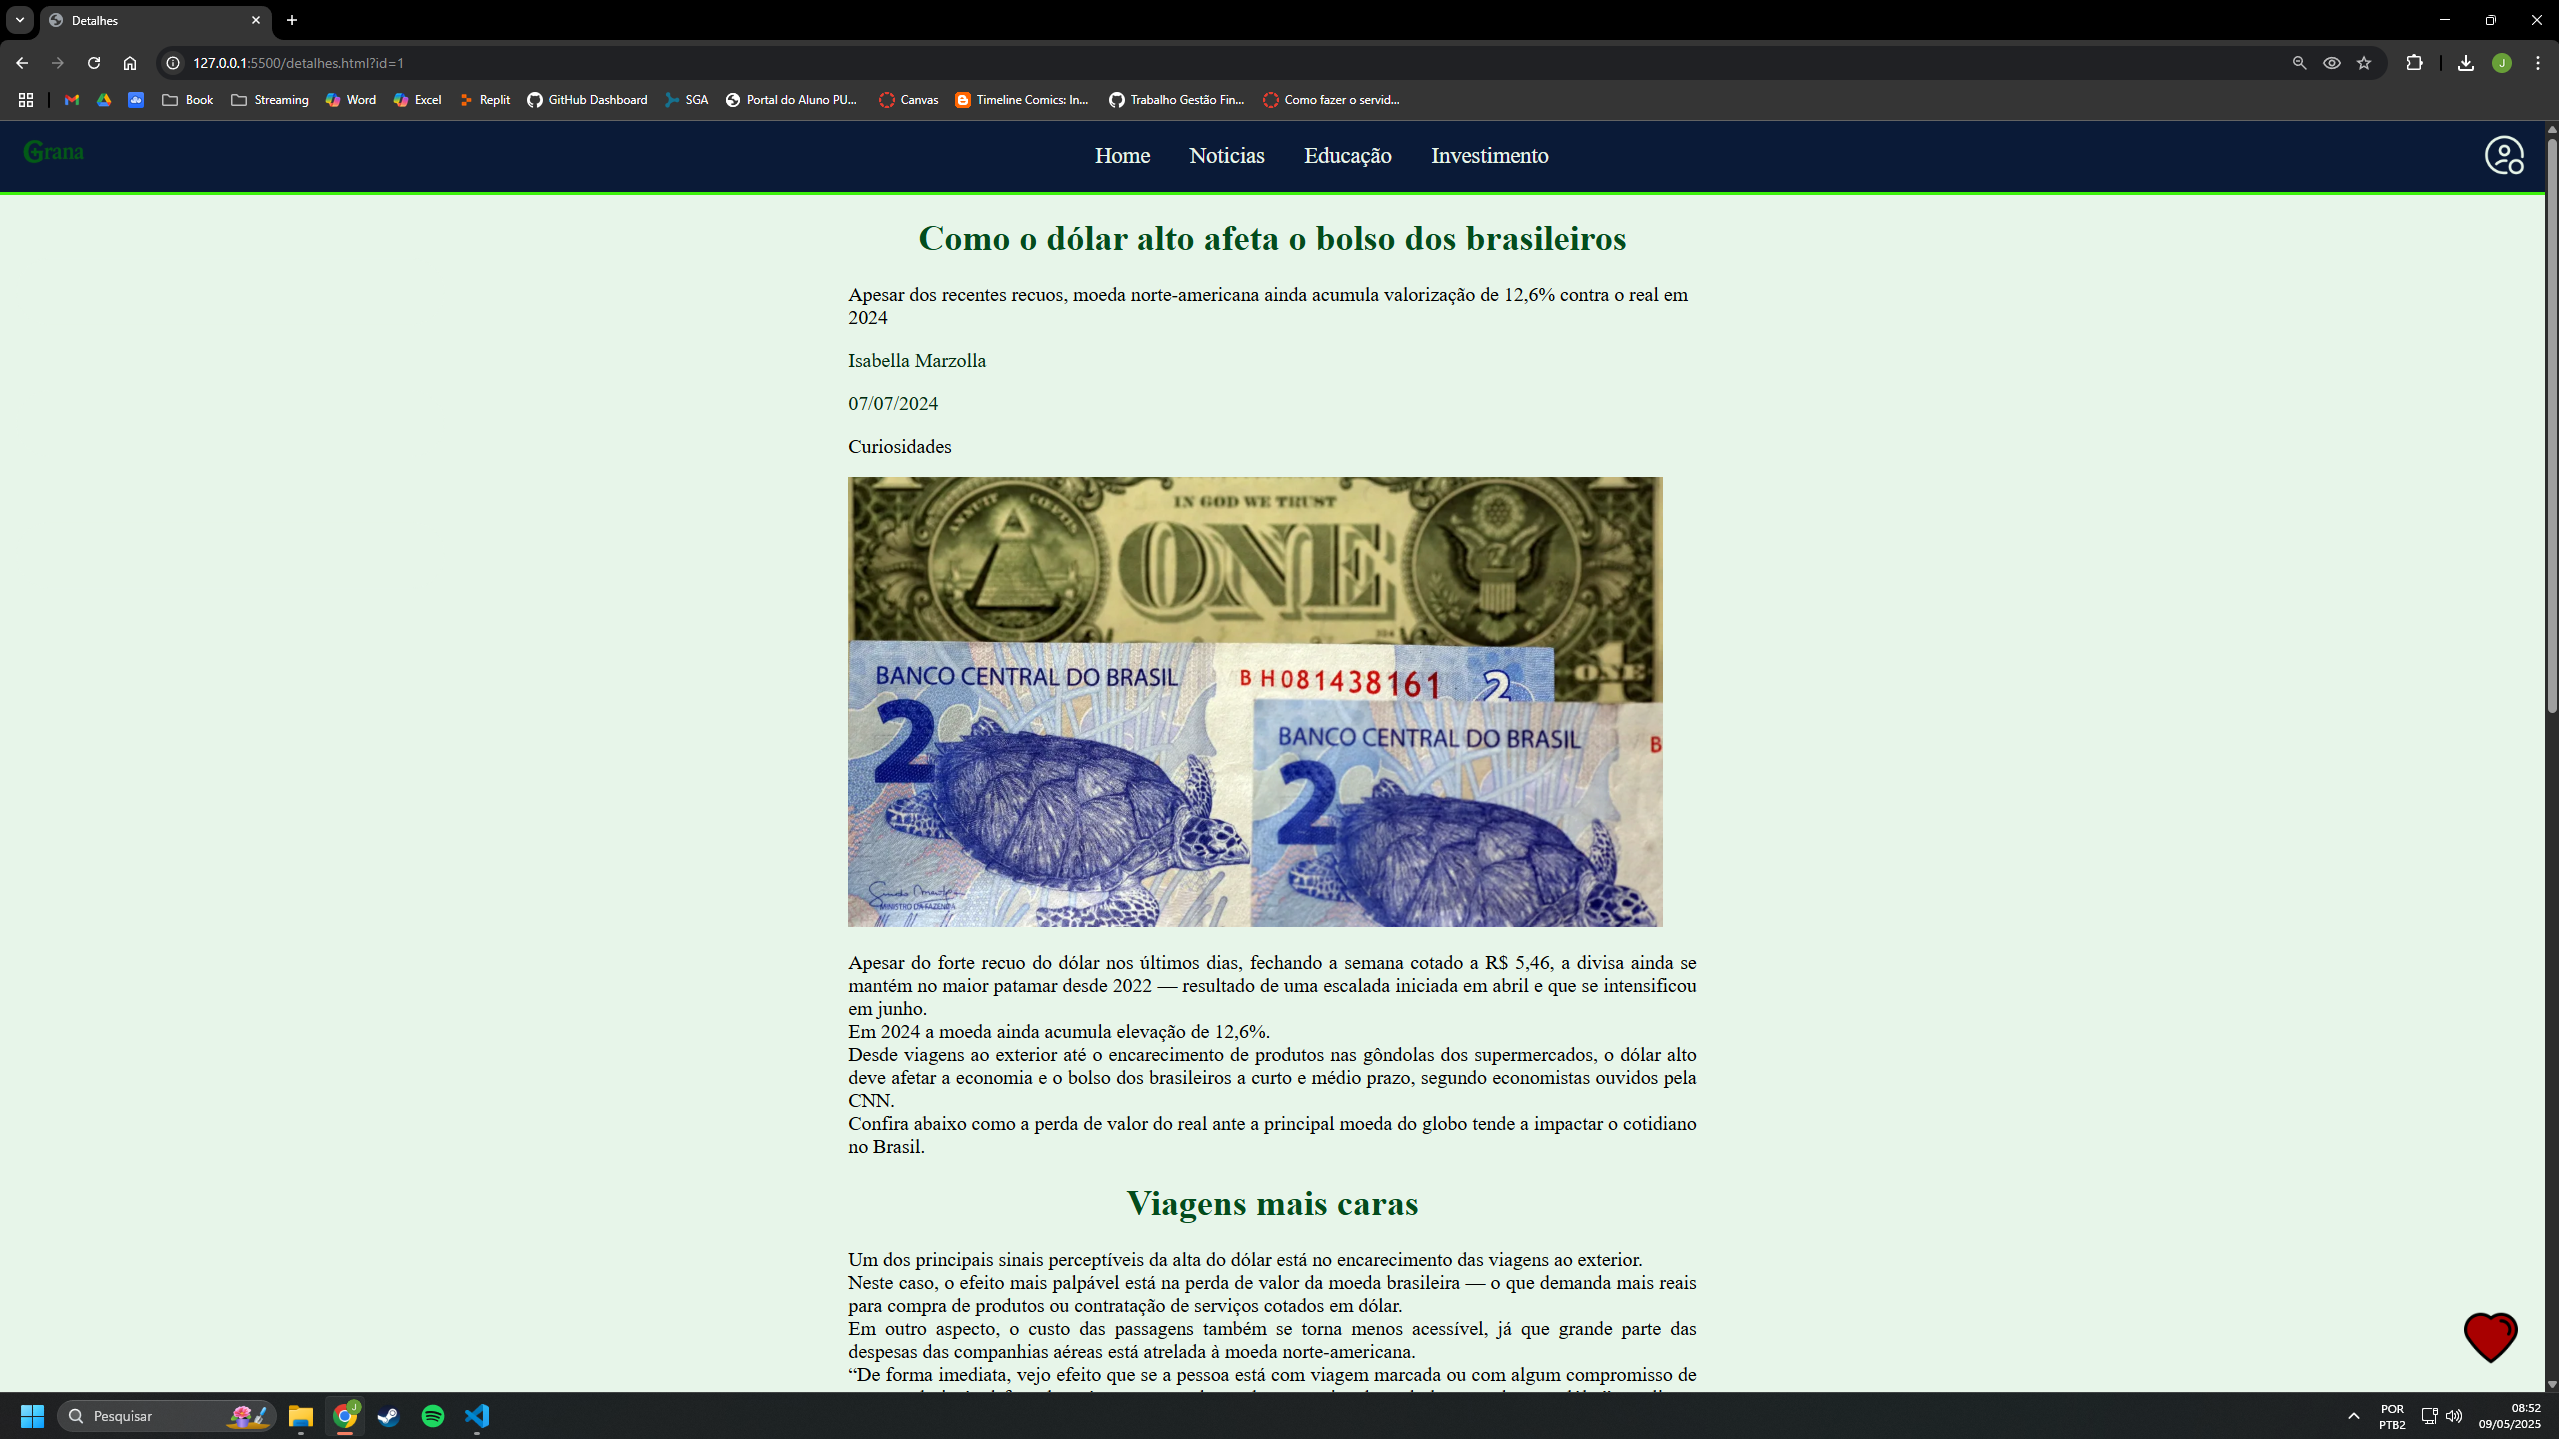 Detalhes
127.0.0.1:5500/detalhes.html?id=1
J
Book
Streaming
Word
Excel
Replit
GitHub Dashboard
SGA
Portal do Aluno PU...
Canvas
Timeline Comics: In...
Trabalho Gestão Fin...
Como fazer o servid...
Grana
Home
Noticias
Educação
Investimento
Como o dólar alto afeta o bolso dos brasileiros
Apesar dos recentes recuos, moeda norte-americana ainda acumula valorização de 12,6% contra o real em
2024
Isabella Marzolla
07/07/2024
Curiosidades
ANNUIT CŒPTIS
IN GOD WE TRUST
ONE
ONE
BANCO CENTRAL DO BRASIL
BH081438161
2
2
BANCO CENTRAL DO BRASIL
B
2
MINISTRO DA FAZENDA
Apesar do forte recuo do dólar nos últimos dias, fechando a semana cotado a R$ 5,46, a divisa ainda se
mantém no maior patamar desde 2022 — resultado de uma escalada iniciada em abril e que se intensificou
em junho.
Em 2024 a moeda ainda acumula elevação de 12,6%.
Desde viagens ao exterior até o encarecimento de produtos nas gôndolas dos supermercados, o dólar alto
deve afetar a economia e o bolso dos brasileiros a curto e médio prazo, segundo economistas ouvidos pela
CNN.
Confira abaixo como a perda de valor do real ante a principal moeda do globo tende a impactar o cotidiano
no Brasil.
Viagens mais caras
Um dos principais sinais perceptíveis da alta do dólar está no encarecimento das viagens ao exterior.
Neste caso, o efeito mais palpável está na perda de valor da moeda brasileira — o que demanda mais reais
para compra de produtos ou contratação de serviços cotados em dólar.
Em outro aspecto, o custo das passagens também se torna menos acessível, já que grande parte das
despesas das companhias aéreas está atrelada à moeda norte-americana.
“De forma imediata, vejo efeito que se a pessoa está com viagem marcada ou com algum compromisso de
Pesquisar
J
POR
PTB2
08:52
09/05/2025